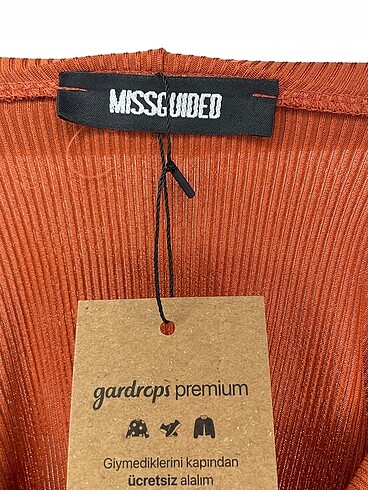 MISSGUIDED
gardrops premium
Giymediklerini kapından
ücretsiz alalım